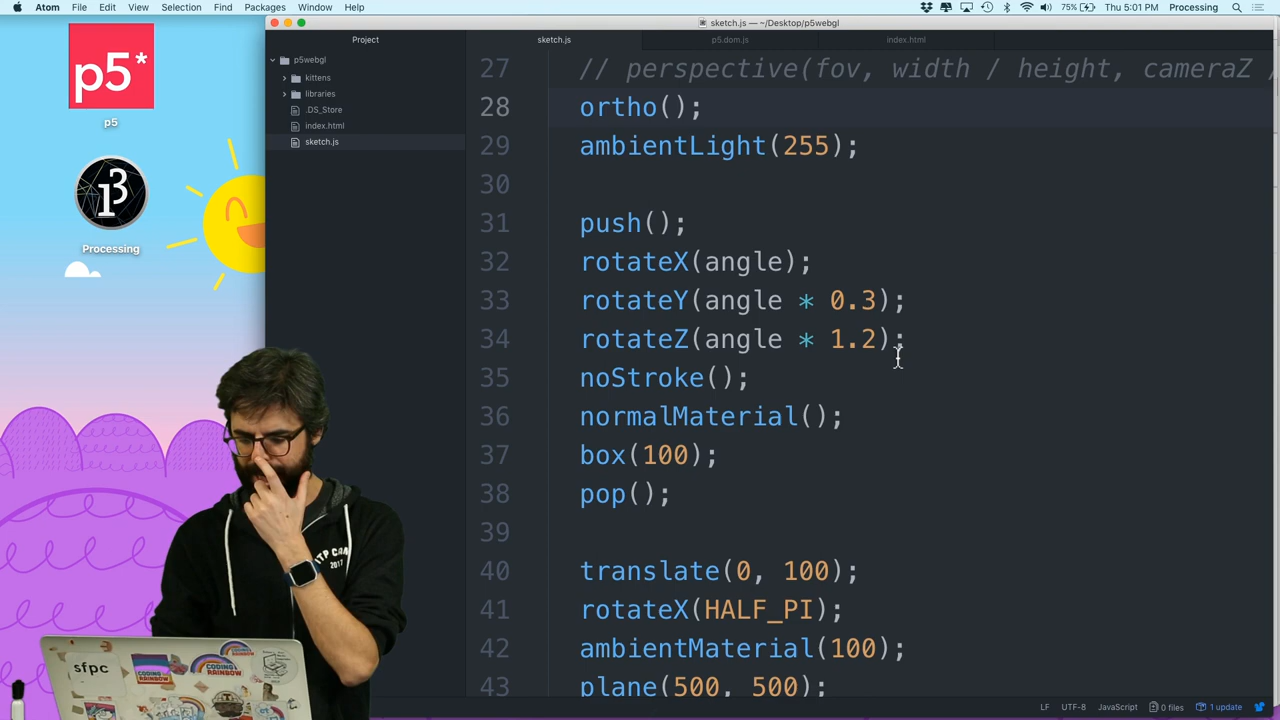 Atom File Edit View Selection Find Packages Window Help
75% Thu 5:01 PM Processing
sketch.js — ~/Desktop/p5webgl
Project
sketch.js
p5.dom.js
index.html
p5webgl
kittens
libraries
.DS_Store
index.html
sketch.js
p5*
p5
Processing
27 // perspective(fov, width / height, cameraZ /
28 ortho();
29 ambientLight(255);
30
31 push();
32 rotateX(angle);
33 rotateY(angle * 0.3);
34 rotateZ(angle * 1.2);
35 noStroke();
36 normalMaterial();
37 box(100);
38 pop();
39
40 translate(0, 100);
41 rotateX(HALF_PI);
42 ambientMaterial(100);
43 plane(500, 500);
LF UTF-8 JavaScript 0 files 1 update
ITP CAMP
2017
sfpc
CODING
RAINBOW